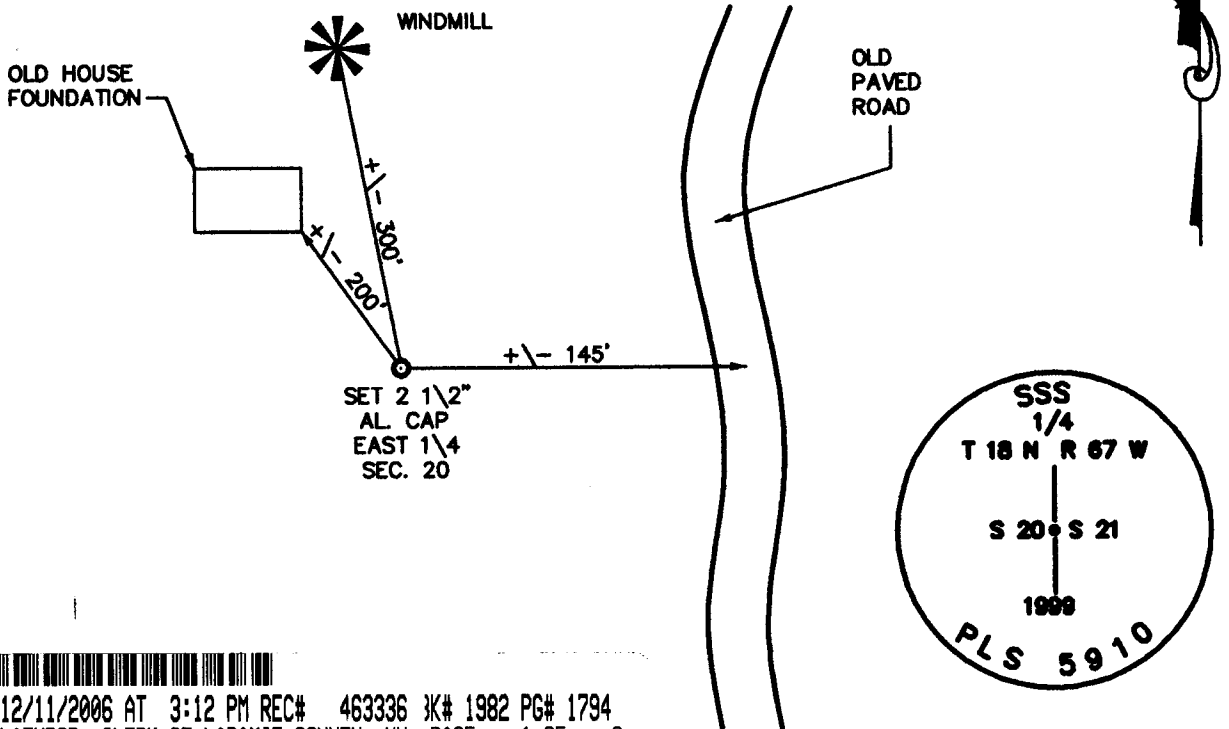 WINDMILL
OLD HOUSE
FOUNDATION
OLD
PAVED
ROAD
+/- 300'
+/- 200'
+\- 145'
SET 2 1\2"
AL. CAP
EAST 1\4
SEC. 20
SSS
1/4
T 18 N R 67 W
S 20 S 21
1999
PLS 5910
12/11/2006 AT 3:12 PM REC# 463336 BK# 1982 PG# 1794